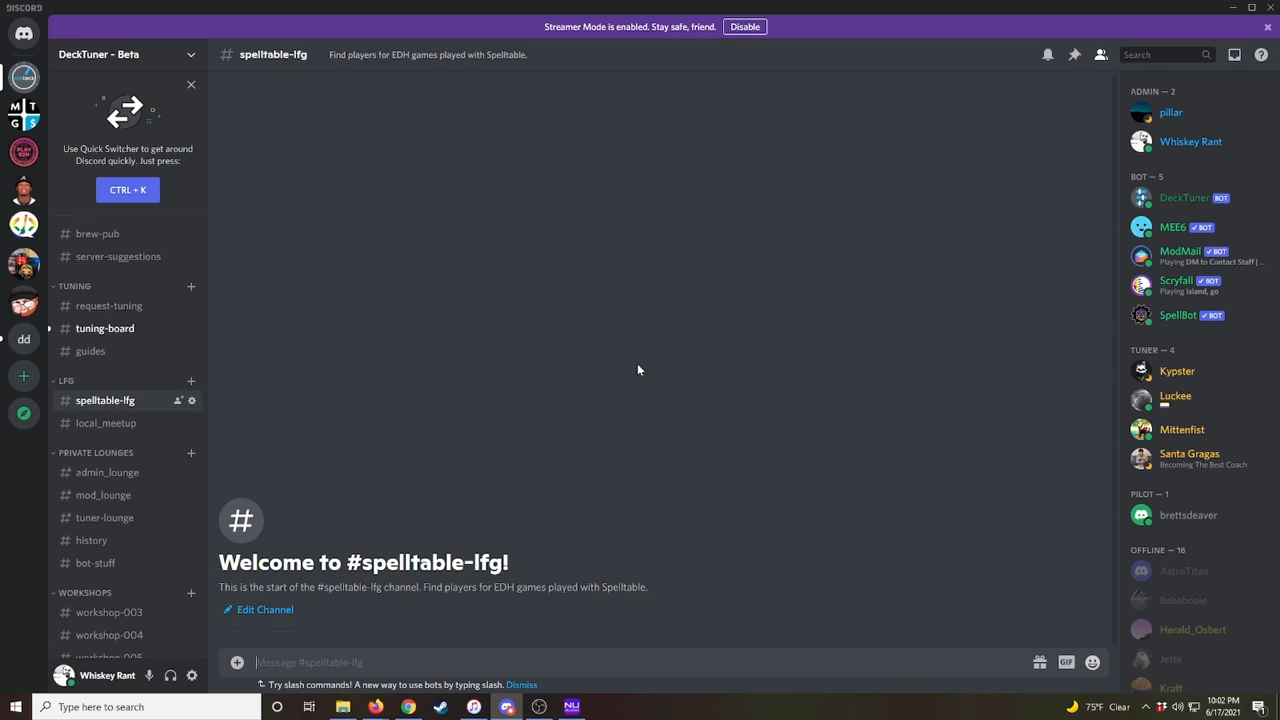 DISCORD
Streamer Mode is enabled. Stay safe, friend. Disable
DeckTuner - Beta
spelltable-lfg Find players for EDH games played with Spelltable.
Search
Use Quick Switcher to get around
Discord quickly. Just press:
CTRL + K
brew-pub
server-suggestions
TUNING
request-tuning
tuning-board
guides
LFG
spelltable-lfg
local_meetup
PRIVATE LOUNGES
admin_lounge
mod_lounge
tuner-lounge
history
bot-stuff
WORKSHOPS
workshop-003
workshop-004
workshop-005
Whiskey Rant
MT
G$
PLAY
EDH
dd
#
Welcome to #spelltable-lfg!
This is the start of the #spelltable-lfg channel. Find players for EDH games played with Spelltable.
Edit Channel
Message #spelltable-lfg
GIF
Try slash commands! A new way to use bots by typing slash. Dismiss
ADMIN — 2
pillar
Whiskey Rant
BOT — 5
DeckTuner BOT
MEE6 ✓ BOT
ModMail ✓ BOT
Playing DM to Contact Staff | ...
Scryfall ✓ BOT
Playing Island, go
SpellBot ✓ BOT
TUNER — 4
Kypster
Luckee
Mittenfist
Santa Gragas
Becoming The Best Coach
PILOT — 1
brettsdeaver
OFFLINE — 16
AstroTitan
Bababooie
Herald_Osbert
Jette
Kraft
Type here to search
NU
75°F Clear
10:02 PM
6/17/2021